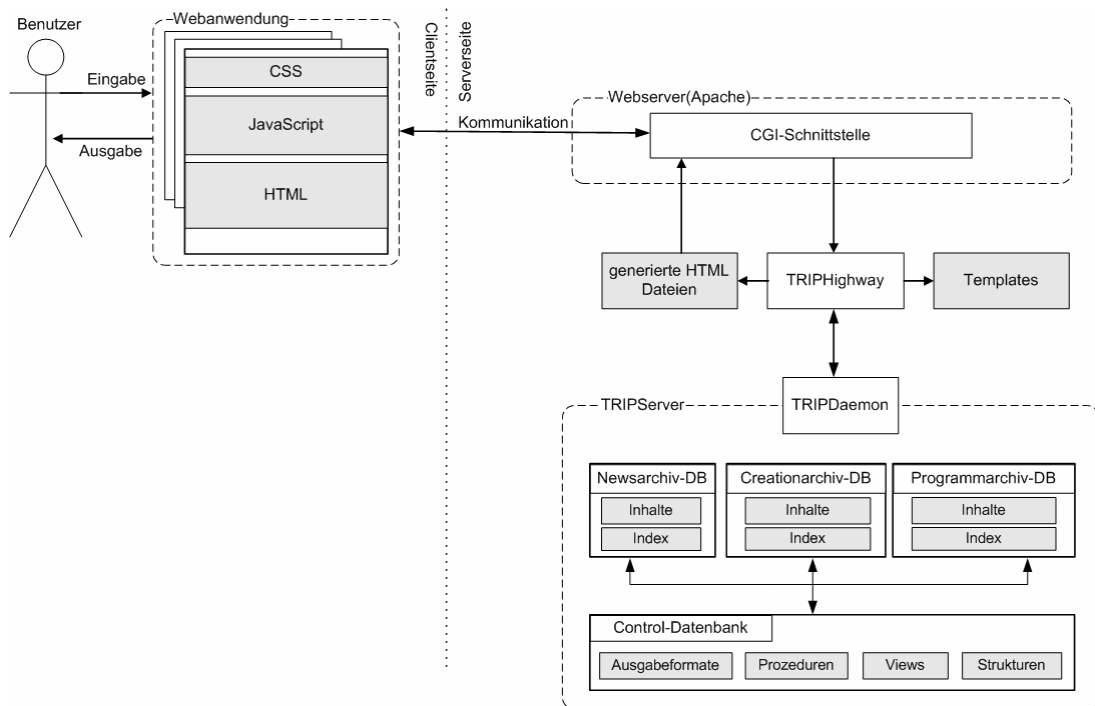 Benutzer
Webanwendung
Eingabe
Ausgabe
CSS
JavaScript
HTML
Clientseite
Serverseite
Kommunikation
Webserver(Apache)
CGI-Schnittstelle
generierte HTML
Dateien
TRIPHighway
Templates
TRIPServer
TRIPDaemon
Newsarchiv-DB
Inhalte
Index
Creationarchiv-DB
Inhalte
Index
Programmarchiv-DB
Inhalte
Index
Control-Datenbank
Ausgabeformate
Prozeduren
Views
Strukturen